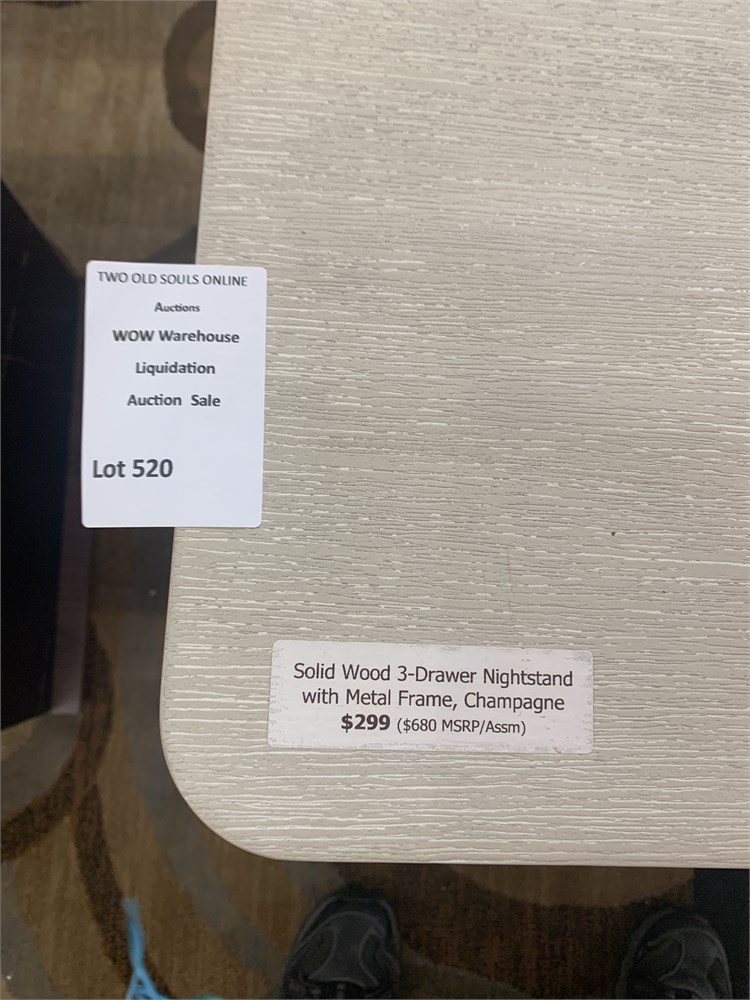 TWO OLD SOULS ONLINE
Auctions
WOW Warehouse
Liquidation
Auction Sale
Lot 520
Solid Wood 3-Drawer Nightstand
with Metal Frame, Champagne
$299 ($680 MSRP/Assm)